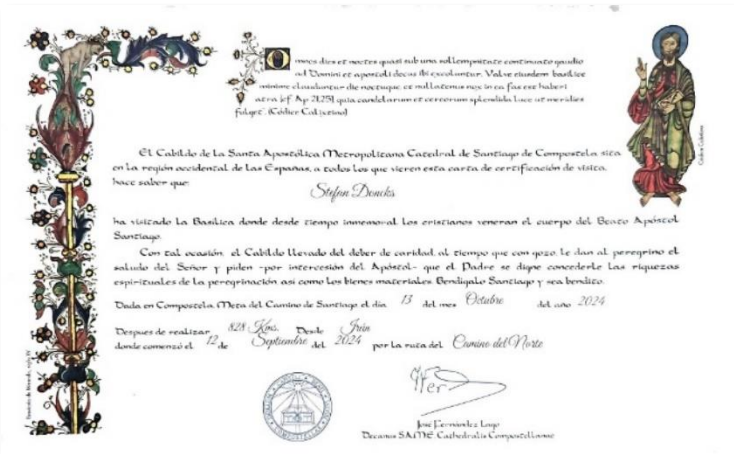 Omnes dies et noctes quasi sub una sollempnitate continuato gaudio
ad Domini et apostoli decus ibi excoluntur. Valve eiusdem basilice
minime clauduntur die noctuque, et nullatenus nox in ea fas est haberi
atra [cf. Ap 21,25], quia candelarum et cereorum splendida luce ut meridies
fulget. (Códice Calixtino)
Códice Calixtino
El Cabildo de la Santa Apostólica Metropolitana Catedral de Santiago de Compostela sita
en la región occidental de las Españas, a todos los que vieren esta carta de certificación de visita,
hace saber que:
Stefan Doncks
ha visitado la Basílica donde desde tiempo inmemorial los cristianos veneran el cuerpo del Beato Apóstol
Santiago.
Con tal ocasión, el Cabildo llevado del deber de caridad, al tiempo que con gozo le dan al peregrino el
saludo del Señor y piden -por intercesión del Apóstol- que el Padre se digne concederle las riquezas
espirituales de la peregrinación así como los bienes materiales. Bendígalo Santiago y sea bendito.
Dada en Compostela, Meta del Camino de Santiago el día 13 del mes Octubre del año 2024
Despues de realizar 828 Kms. Desde Irún
donde comenzó el 12 de Septiembre del 2024 por la ruta del Camino del Norte
José Fernández Lago
Decanus S.A.M.E. Cathedralis Compostellanae